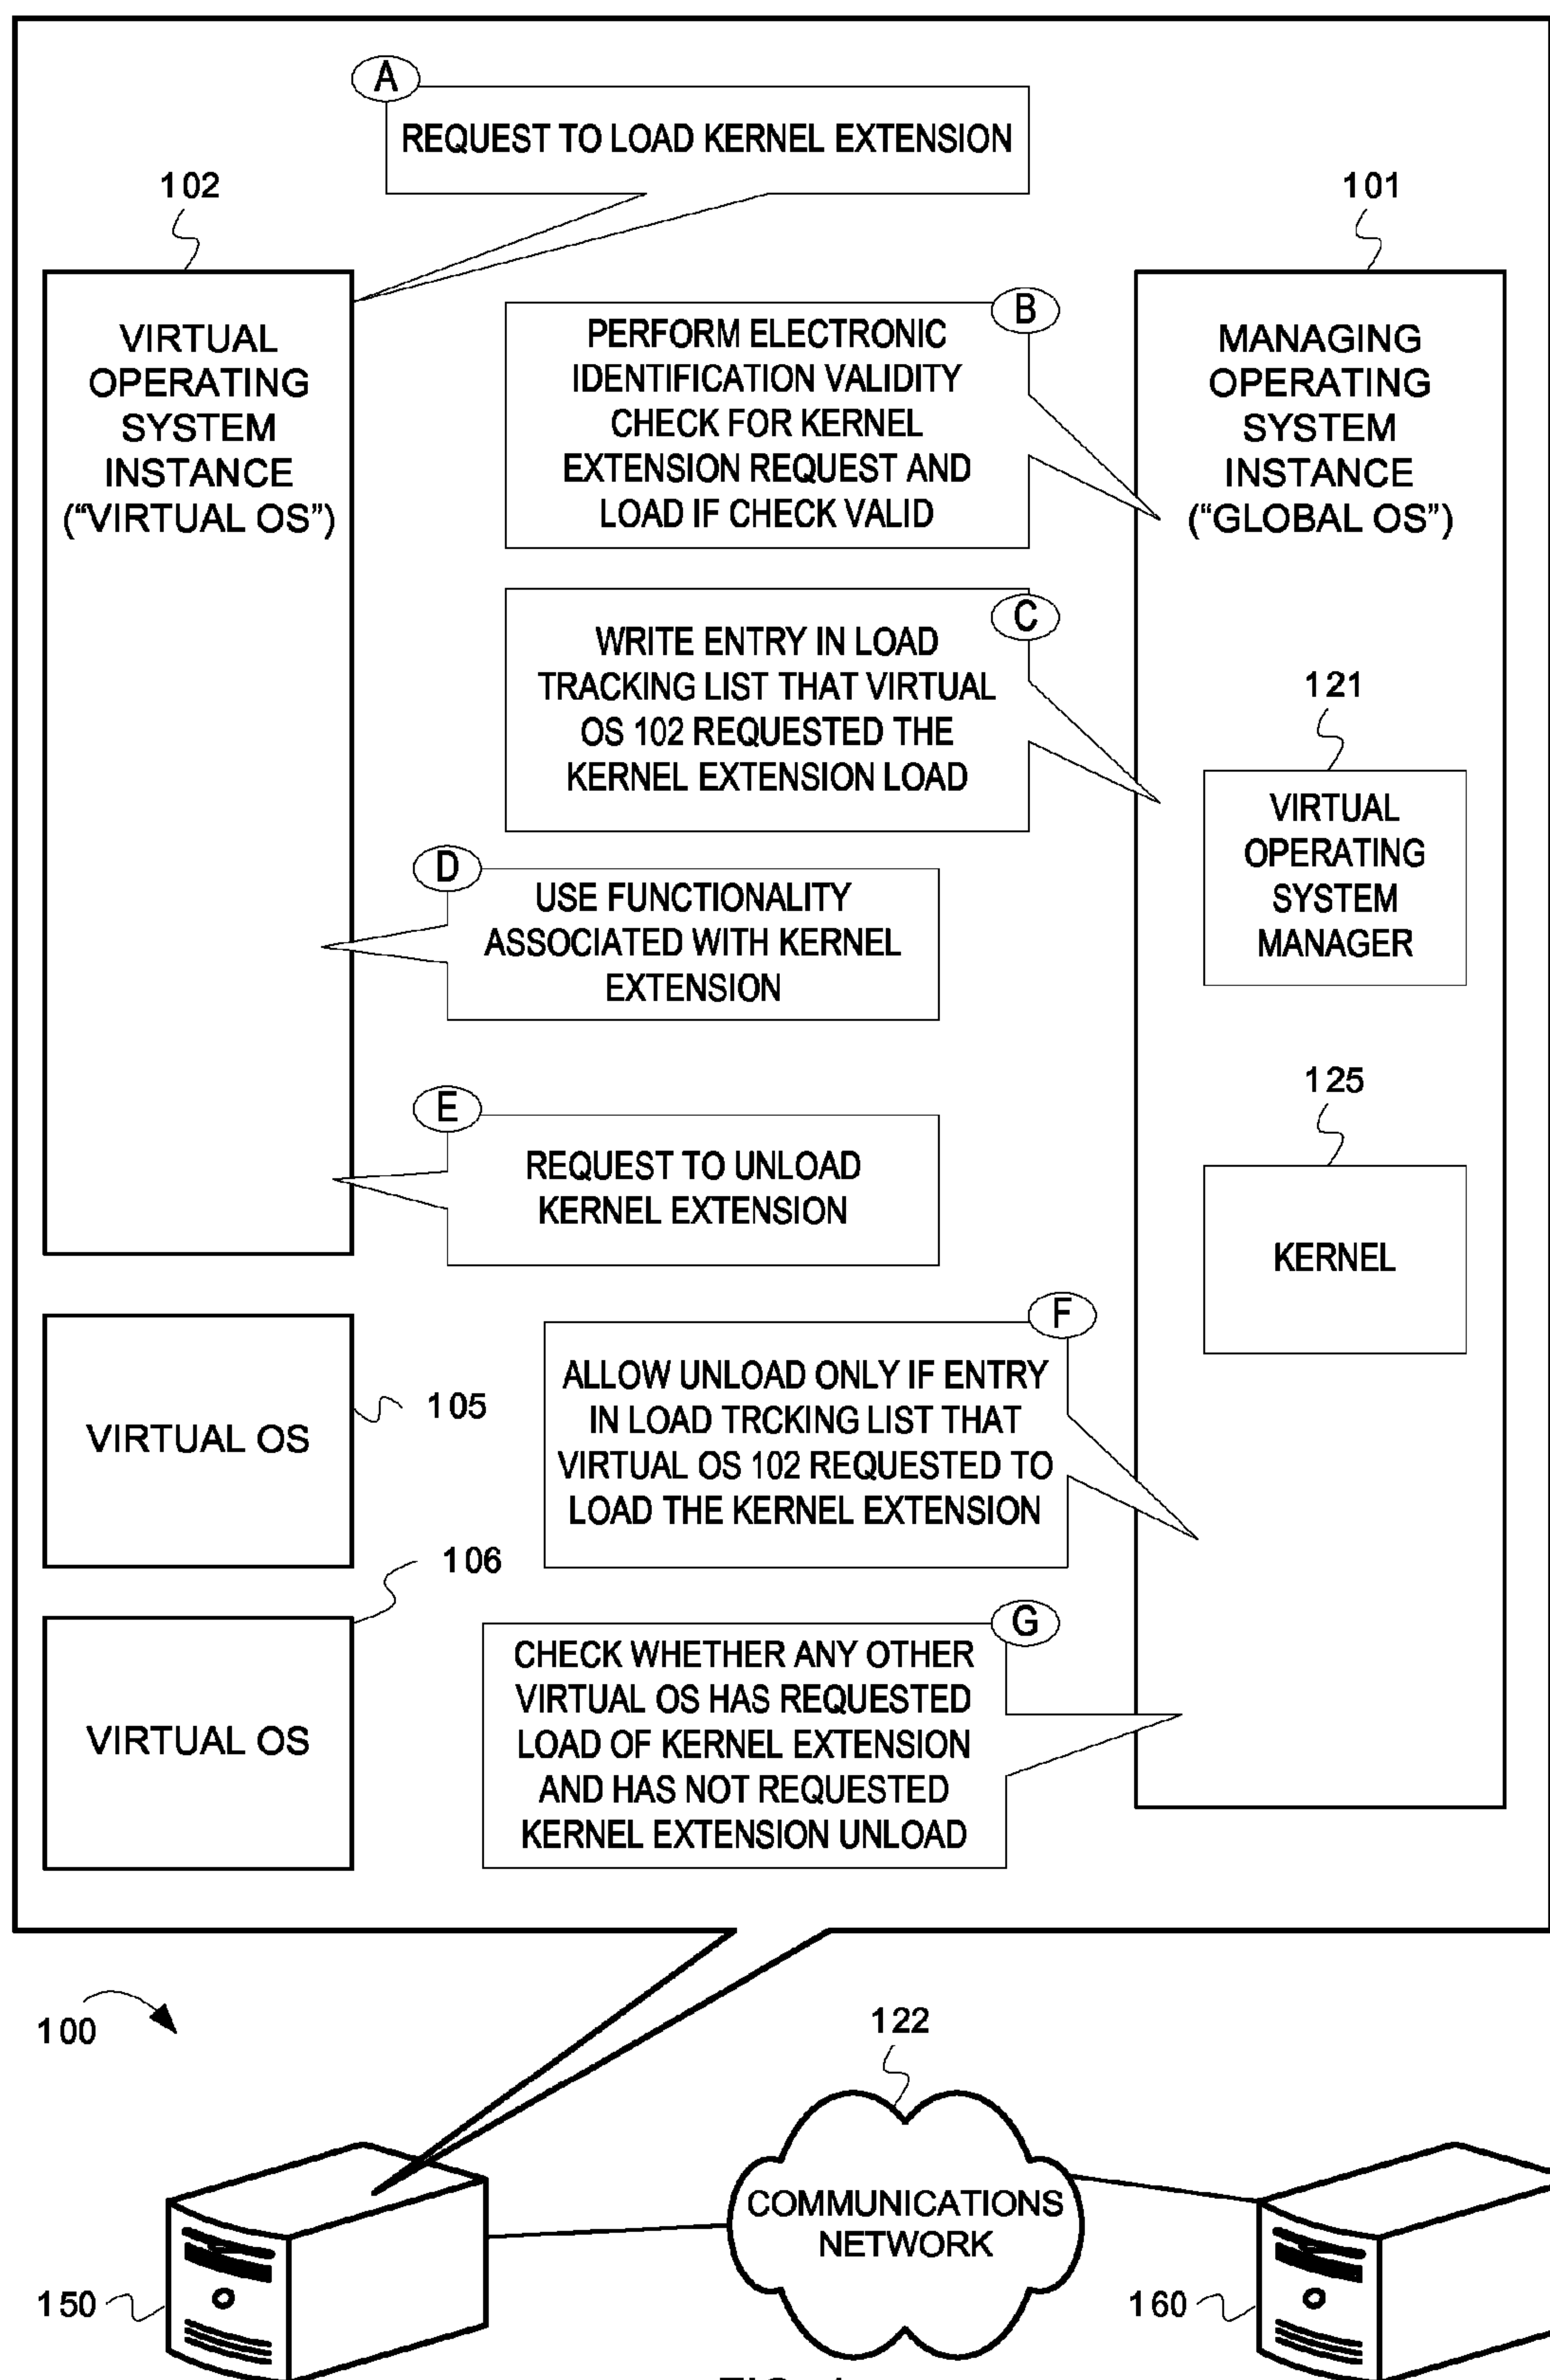 A
REQUEST TO LOAD KERNEL EXTENSION
102
101
VIRTUAL
OPERATING
SYSTEM
INSTANCE
(“VIRTUAL OS”)
B
PERFORM ELECTRONIC
IDENTIFICATION VALIDITY
CHECK FOR KERNEL
EXTENSION REQUEST AND
LOAD IF CHECK VALID
MANAGING
OPERATING
SYSTEM
INSTANCE
(“GLOBAL OS”)
C
WRITE ENTRY IN LOAD
TRACKING LIST THAT VIRTUAL
OS 102 REQUESTED THE
KERNEL EXTENSION LOAD
121
VIRTUAL
OPERATING
SYSTEM
MANAGER
D
USE FUNCTIONALITY
ASSOCIATED WITH KERNEL
EXTENSION
E
REQUEST TO UNLOAD
KERNEL EXTENSION
125
KERNEL
F
ALLOW UNLOAD ONLY IF ENTRY
IN LOAD TRCKING LIST THAT
VIRTUAL OS 102 REQUESTED TO
LOAD THE KERNEL EXTENSION
VIRTUAL OS
105
106
VIRTUAL OS
G
CHECK WHETHER ANY OTHER
VIRTUAL OS HAS REQUESTED
LOAD OF KERNEL EXTENSION
AND HAS NOT REQUESTED
KERNEL EXTENSION UNLOAD
100
122
COMMUNICATIONS
NETWORK
150
160